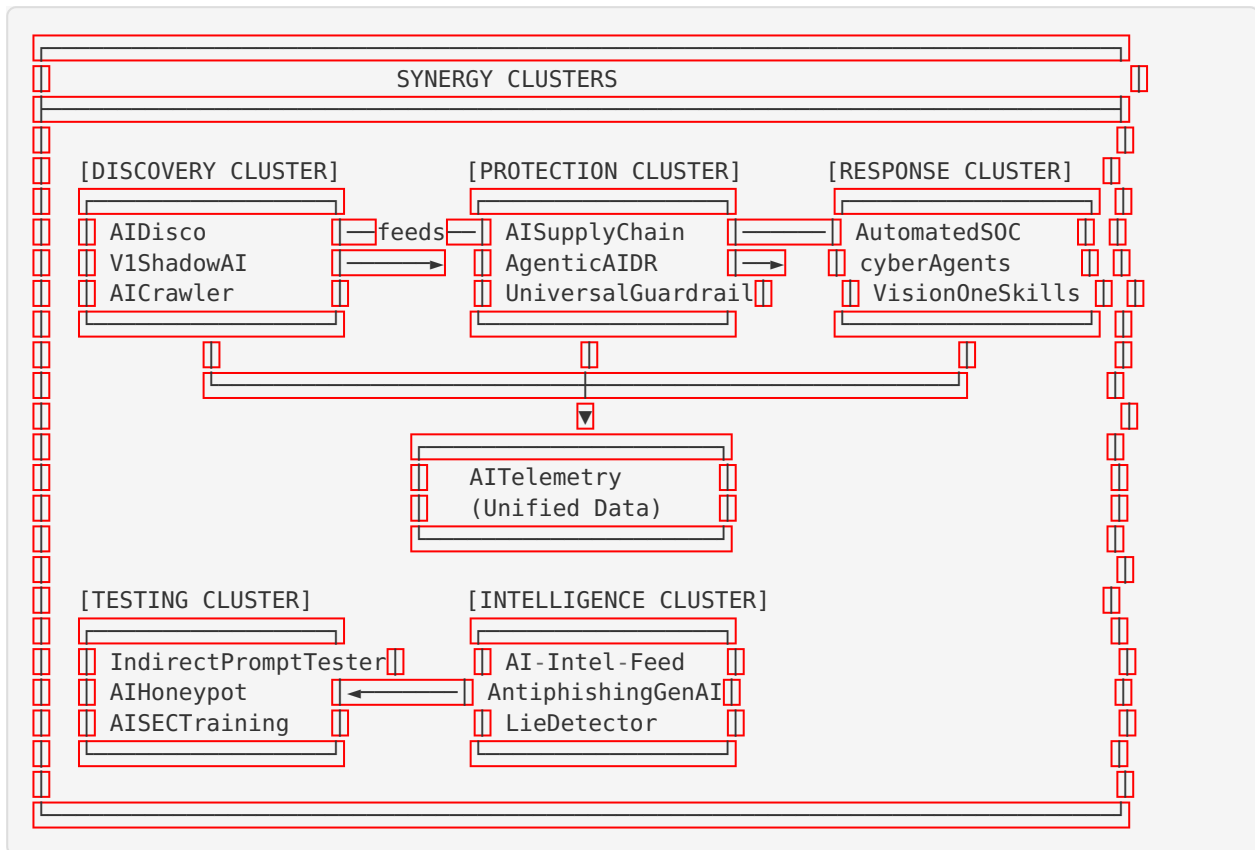 SYNERGY CLUSTERS
[DISCOVERY CLUSTER] [PROTECTION CLUSTER] [RESPONSE CLUSTER]
AIDisco feeds AISupplyChain AutomatedSOC
V1ShadowAI AgenticAIDR cyberAgents
AICrawler UniversalGuardrail VisionOneSkills
AITelemetry
(Unified Data)
[TESTING CLUSTER] [INTELLIGENCE CLUSTER]
IndirectPromptTester AI-Intel-Feed
AIHoneypot AntiphishingGenAI
AISECTraining LieDetector